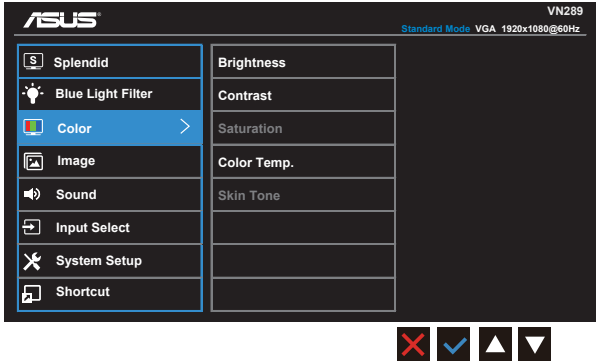 ASUS
VN289
Standard Mode VGA 1920x1080@60Hz
S Splendid
Blue Light Filter
Color
Image
Sound
Input Select
System Setup
Shortcut
Brightness
Contrast
Saturation
Color Temp.
Skin Tone